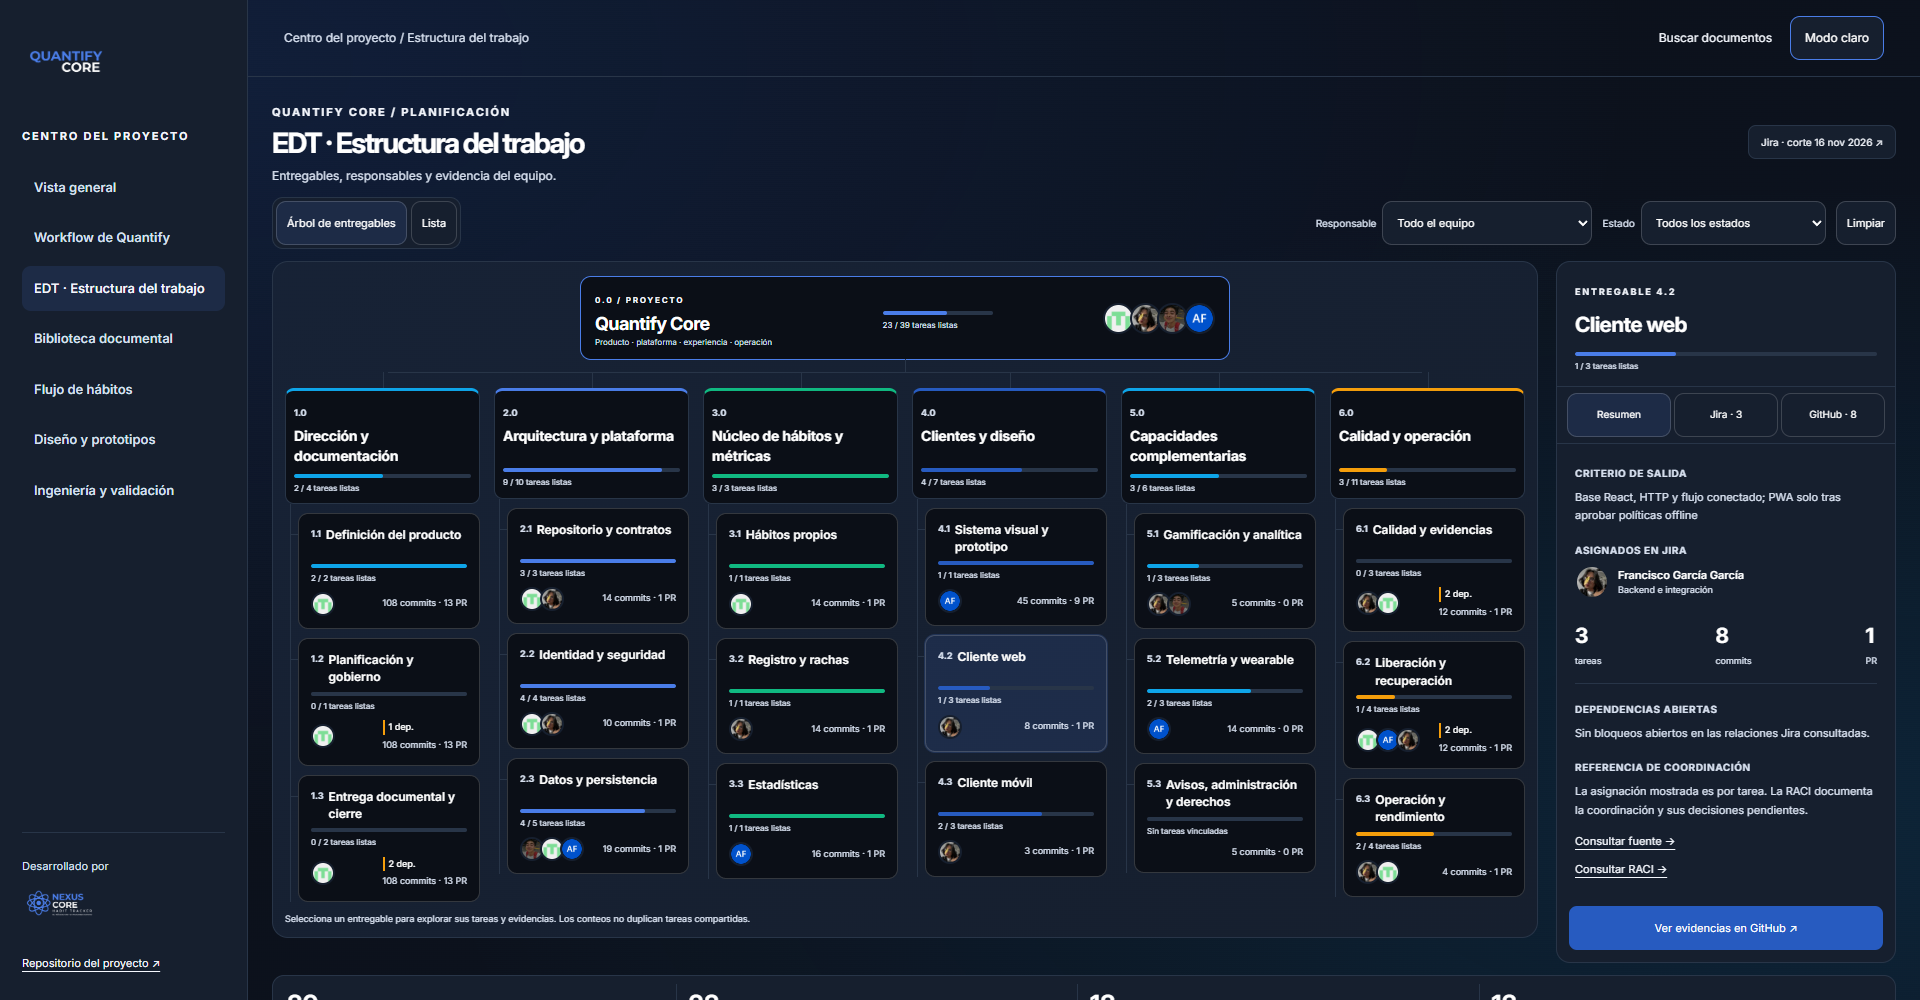 QUANTIFY
CORE
CENTRO DEL PROYECTO
Vista general
Workflow de Quantify
EDT · Estructura del trabajo
Biblioteca documental
Flujo de hábitos
Diseño y prototipos
Ingeniería y validación
Desarrollado por
NEXUS
CORE
Repositorio del proyecto ↗
Centro del proyecto / Estructura del trabajo
Buscar documentos
Modo claro
QUANTIFY CORE / PLANIFICACIÓN
EDT · Estructura del trabajo
Entregables, responsables y evidencia del equipo.
Jira · corte 16 nov 2026 ↗
Árbol de entregables
Lista
Responsable
Todo el equipo
Estado
Todos los estados
Limpiar
0.0 / PROYECTO
Quantify Core
Producto · plataforma · experiencia · operación
23 / 39 tareas listas
AF
1.0
Dirección y
documentación
2 / 4 tareas listas
1.1 Definición del producto
2 / 2 tareas listas
108 commits · 13 PR
1.2 Planificación y
gobierno
0 / 1 tareas listas
1 dep.
108 commits · 13 PR
1.3 Entrega documental y
cierre
0 / 2 tareas listas
2 dep.
108 commits · 13 PR
2.0
Arquitectura y plataforma
9 / 10 tareas listas
2.1 Repositorio y contratos
3 / 3 tareas listas
14 commits · 1 PR
2.2 Identidad y seguridad
4 / 4 tareas listas
10 commits · 1 PR
2.3 Datos y persistencia
4 / 5 tareas listas
AF
19 commits · 1 PR
3.0
Núcleo de hábitos y
métricas
3 / 3 tareas listas
3.1 Hábitos propios
1 / 1 tareas listas
14 commits · 1 PR
3.2 Registro y rachas
1 / 1 tareas listas
14 commits · 1 PR
3.3 Estadísticas
1 / 1 tareas listas
AF
16 commits · 1 PR
4.0
Clientes y diseño
4 / 7 tareas listas
4.1 Sistema visual y
prototipo
1 / 1 tareas listas
AF
45 commits · 9 PR
4.2 Cliente web
1 / 3 tareas listas
8 commits · 1 PR
4.3 Cliente móvil
2 / 3 tareas listas
3 commits · 1 PR
5.0
Capacidades
complementarias
3 / 6 tareas listas
5.1 Gamificación y analítica
1 / 3 tareas listas
5 commits · 0 PR
5.2 Telemetría y wearable
2 / 3 tareas listas
AF
14 commits · 0 PR
5.3 Avisos, administración
y derechos
Sin tareas vinculadas
5 commits · 0 PR
6.0
Calidad y operación
3 / 11 tareas listas
6.1 Calidad y evidencias
0 / 3 tareas listas
2 dep.
12 commits · 1 PR
6.2 Liberación y
recuperación
1 / 4 tareas listas
AF
2 dep.
12 commits · 1 PR
6.3 Operación y
rendimiento
2 / 4 tareas listas
4 commits · 1 PR
Selecciona un entregable para explorar sus tareas y evidencias. Los conteos no duplican tareas compartidas.
ENTREGABLE 4.2
Cliente web
1 / 3 tareas listas
Resumen
Jira · 3
GitHub · 8
CRITERIO DE SALIDA
Base React, HTTP y flujo conectado; PWA solo tras
aprobar políticas offline
ASIGNADOS EN JIRA
Francisco García García
Backend e integración
3
8
1
tareas
commits
PR
DEPENDENCIAS ABIERTAS
Sin bloqueos abiertos en las relaciones Jira consultadas.
REFERENCIA DE COORDINACIÓN
La asignación mostrada es por tarea. La RACI documenta
la coordinación y sus decisiones pendientes.
Consultar fuente →
Consultar RACI →
Ver evidencias en GitHub ↗